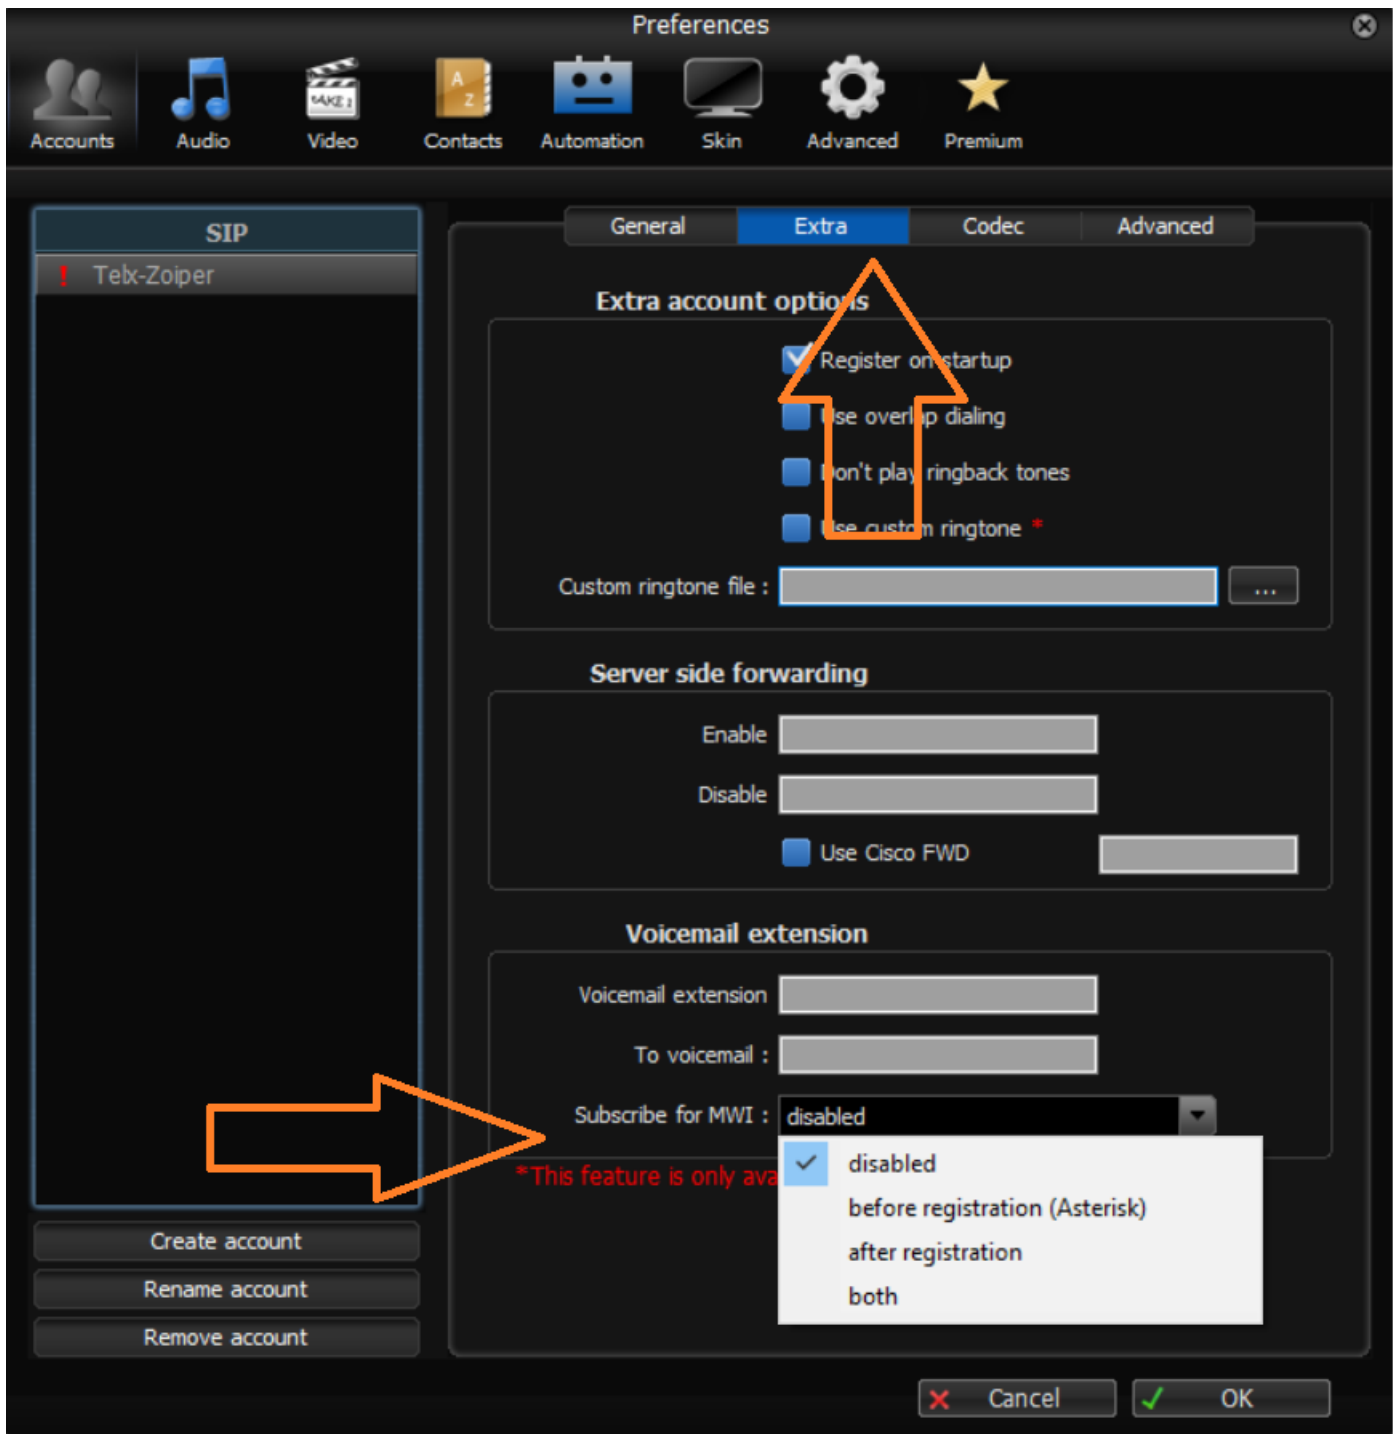 Preferences
Accounts Audio Video Contacts Automation Skin Advanced Premium
A
Z
TAKE 2
SIP
! Telx-Zoiper
General Extra Codec Advanced
Extra account options
Register on startup
Use overlap dialing
Don't play ringback tones
Use custom ringtone *
Custom ringtone file : ...
Server side forwarding
Enable
Disable
Use Cisco FWD
Voicemail extension
Voicemail extension
To voicemail :
Subscribe for MWI : disabled
disabled
*This feature is only ava
before registration (Asterisk)
after registration
both
Create account
Rename account
Remove account
Cancel OK